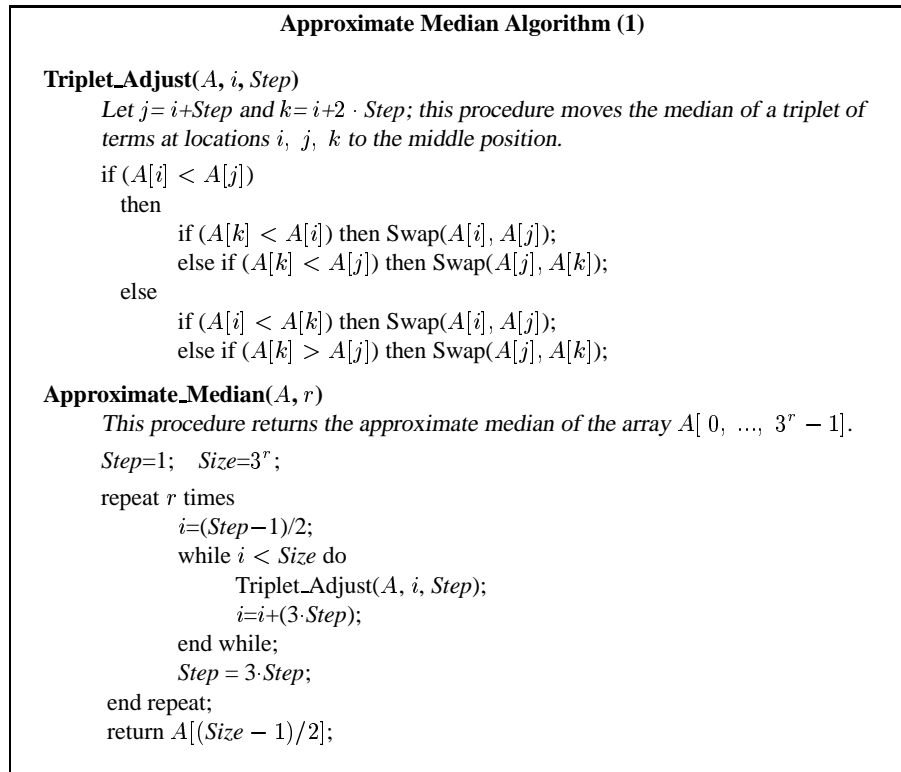 Approximate Median Algorithm (1)
Triplet_Adjust(A, i, Step)
Let j= i+Step and k= i+2 · Step; this procedure moves the median of a triplet of
terms at locations i, j, k to the middle position.
if (A[i] < A[j])
then
if (A[k] < A[i]) then Swap(A[i], A[j]);
else if (A[k] < A[j]) then Swap(A[j], A[k]);
else
if (A[i] < A[k]) then Swap(A[i], A[j]);
else if (A[k] > A[j]) then Swap(A[j], A[k]);
Approximate_Median(A, r)
This procedure returns the approximate median of the array A[ 0, ..., 3^r − 1].
Step=1; Size=3^r;
repeat r times
i=(Step−1)/2;
while i < Size do
Triplet_Adjust(A, i, Step);
i=i+(3·Step);
end while;
Step = 3·Step;
end repeat;
return A[(Size − 1)/2];